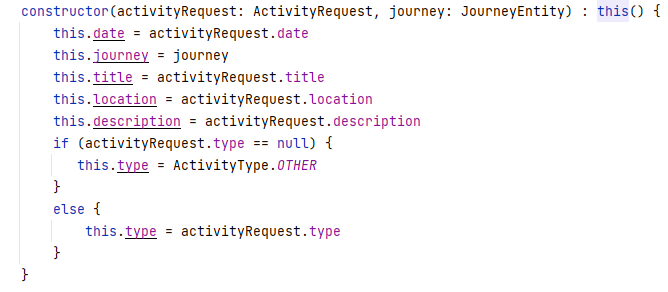 constructor(activityRequest: ActivityRequest, journey: JourneyEntity) : this() {
    this.date = activityRequest.date
    this.journey = journey
    this.title = activityRequest.title
    this.location = activityRequest.location
    this.description = activityRequest.description
    if (activityRequest.type == null) {
       this.type = ActivityType.OTHER
    }
    else {
        this.type = activityRequest.type
    }
}